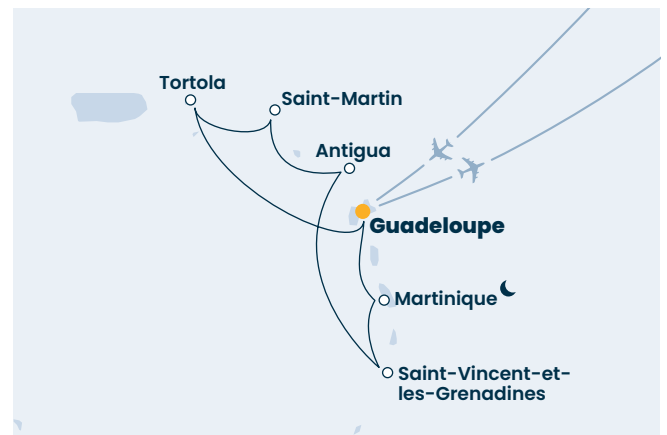 Tortola
Saint-Martin
Antigua
Guadeloupe
Martinique
Saint-Vincent-et-
les-Grenadines